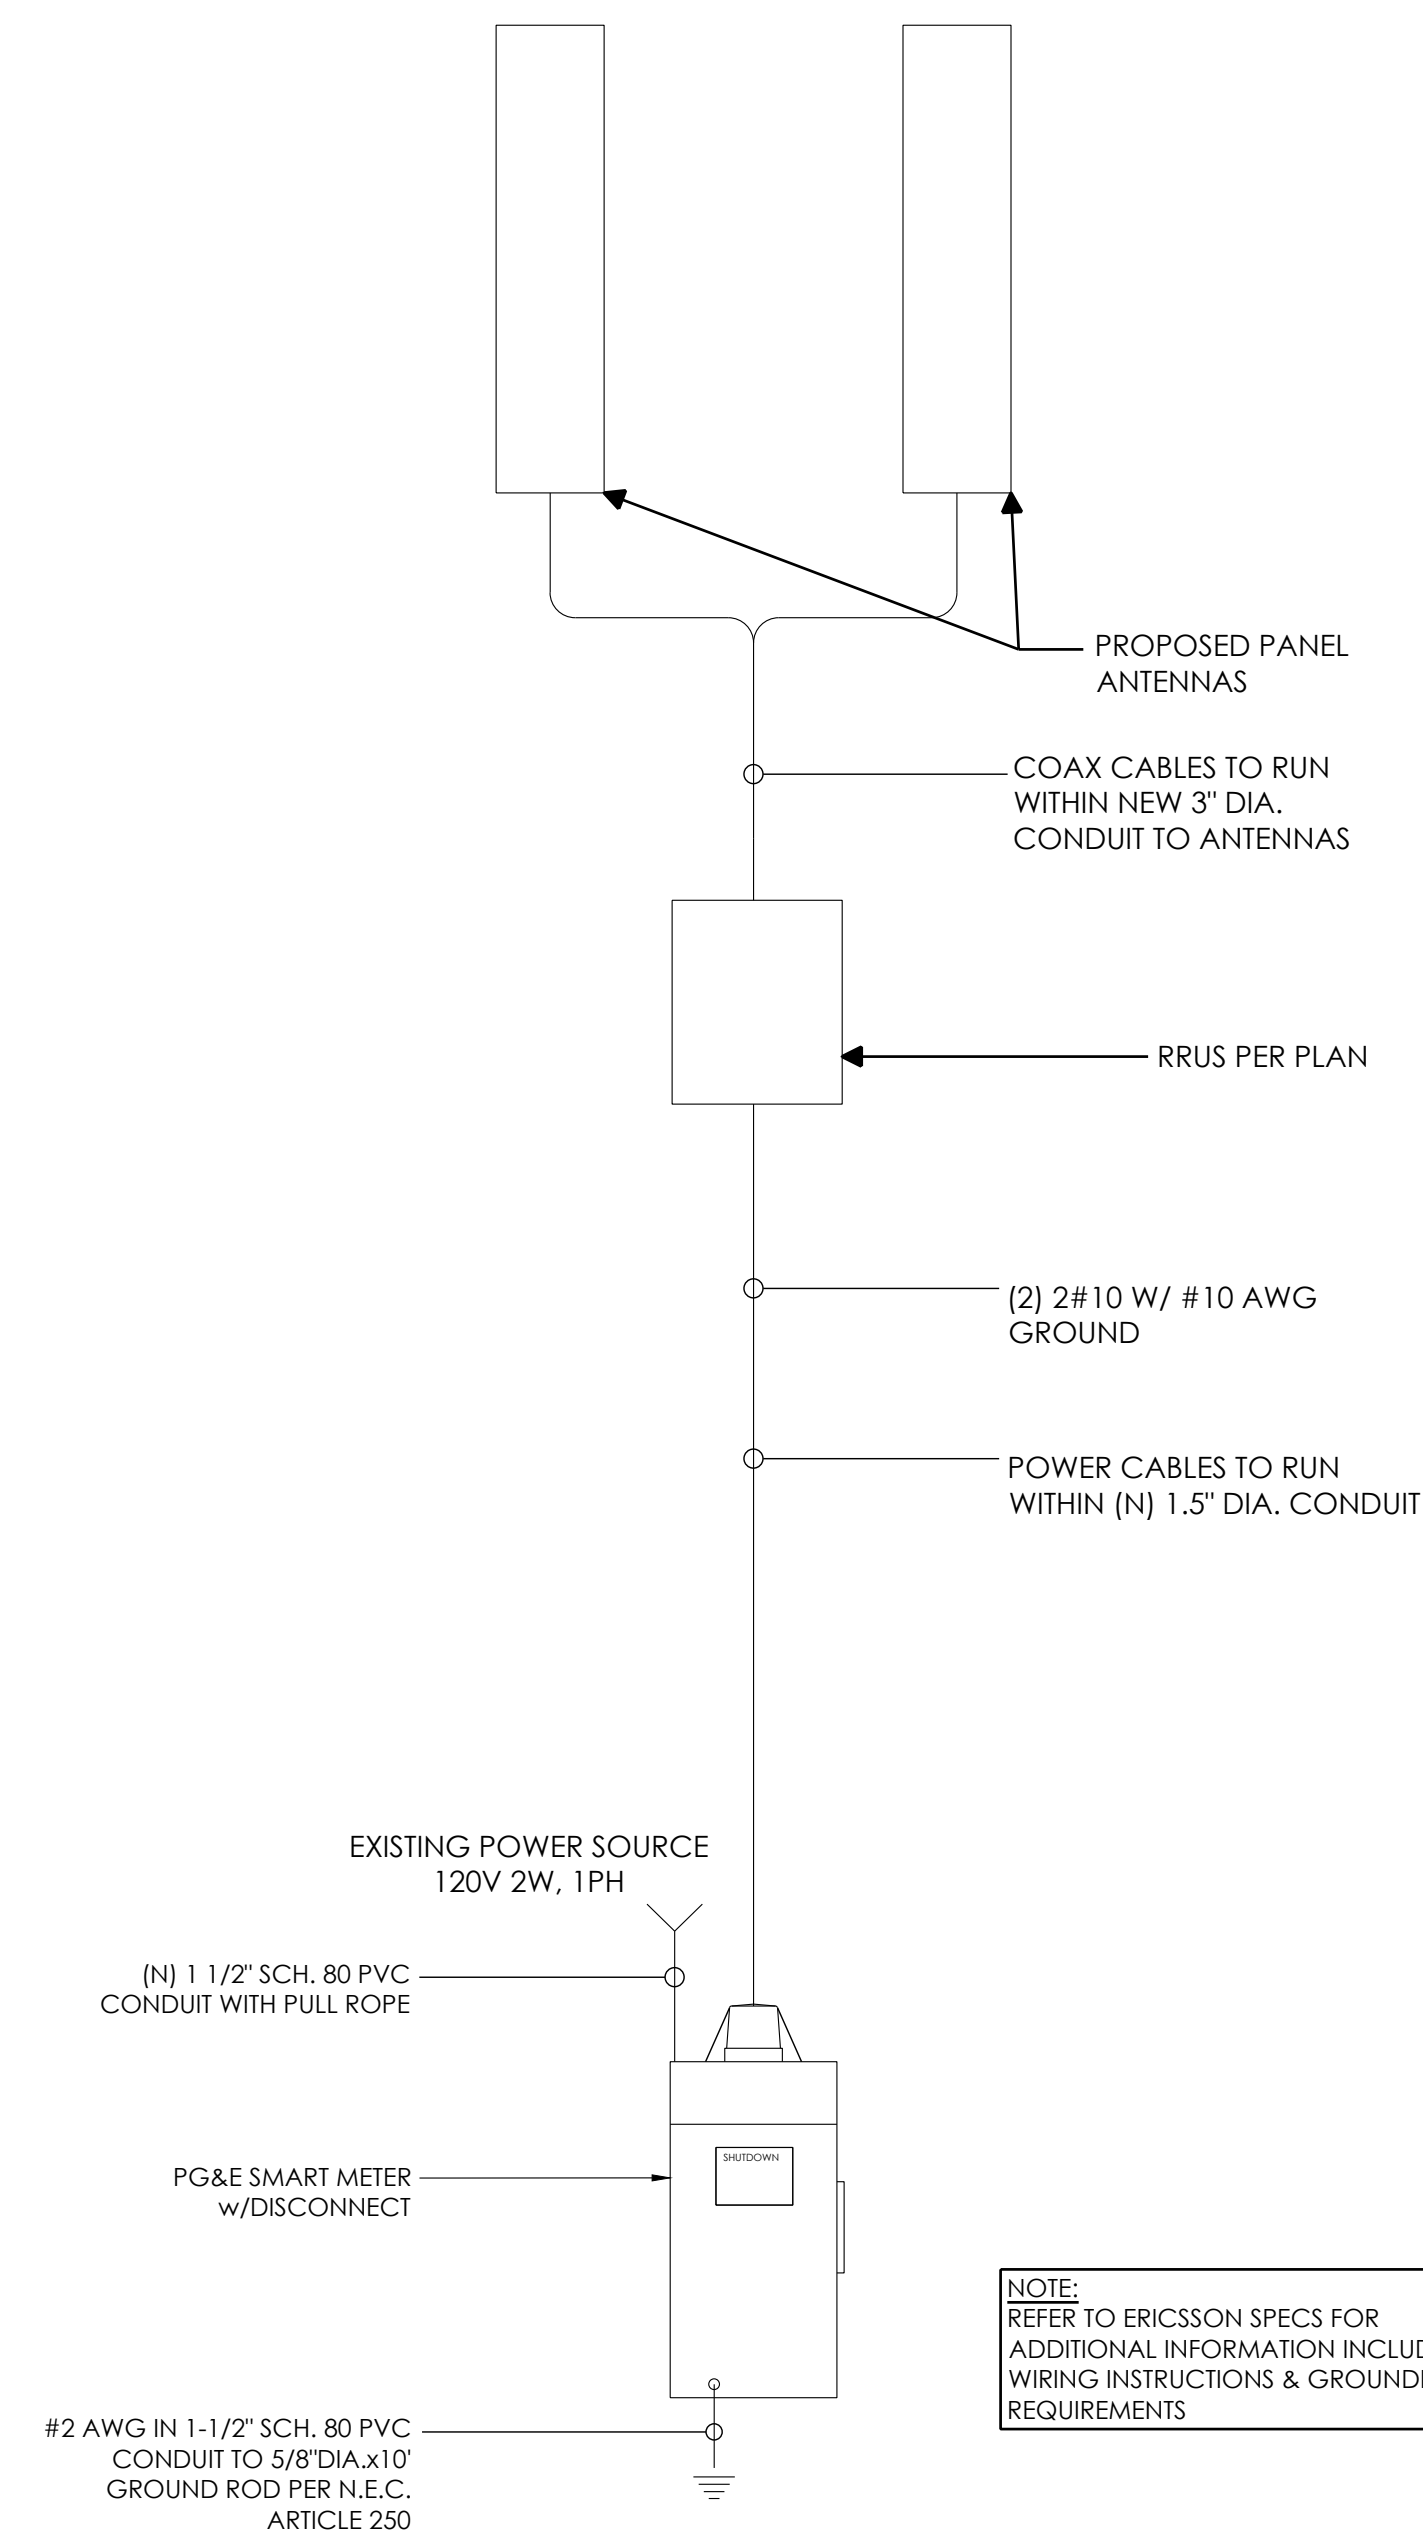 PROPOSED PANEL
ANTENNAS
COAX CABLES TO RUN
WITHIN NEW 3" DIA.
CONDUIT TO ANTENNAS
RRUS PER PLAN
(2) 2#10 W/ #10 AWG
GROUND
POWER CABLES TO RUN
WITHIN (N) 1.5" DIA. CONDUIT
EXISTING POWER SOURCE
120V 2W, 1PH
(N) 1 1/2" SCH. 80 PVC
CONDUIT WITH PULL ROPE
SHUTDOWN
PG&E SMART METER
w/DISCONNECT
NOTE:
REFER TO ERICSSON SPECS FOR
ADDITIONAL INFORMATION
WIRING INSTRUCTIONS &
REQUIREMENTS
#2 AWG IN 1-1/2" SCH. 80 PVC
CONDUIT TO 5/8"DIA.x10'
GROUND ROD PER N.E.C.
ARTICLE 250